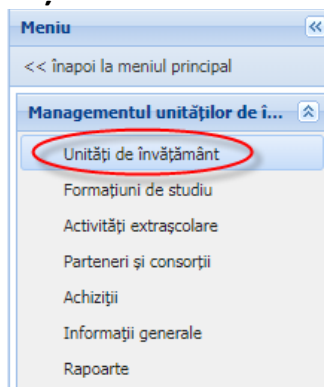 Meniu
<< înapoi la meniul principal
Managementul unităților de î...
Unități de învățământ
Formațiuni de studiu
Activități extrașcolare
Parteneri și consorții
Achiziții
Informații generale
Rapoarte